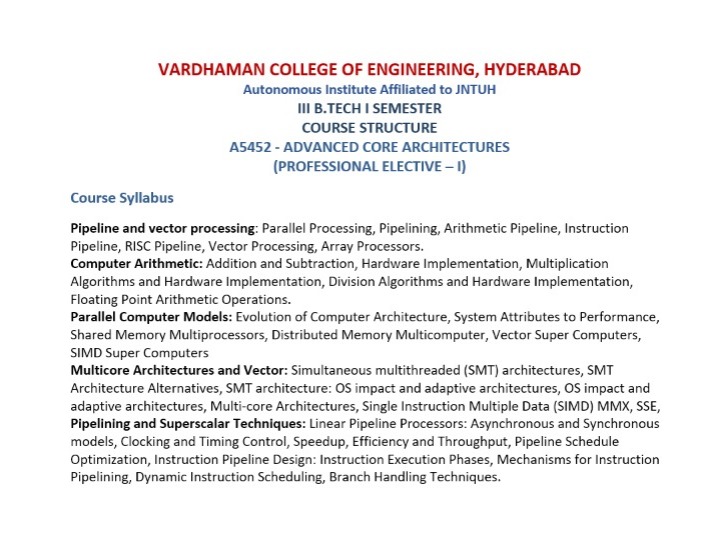 VARDHAMAN COLLEGE OF ENGINEERING, HYDERABAD
Autonomous Institute Affiliated to JNTUH
III B.TECH I SEMESTER
COURSE STRUCTURE
A5452 - ADVANCED CORE ARCHITECTURES
(PROFESSIONAL ELECTIVE – I)
Course Syllabus
Pipeline and vector processing: Parallel Processing, Pipelining, Arithmetic Pipeline, Instruction
Pipeline, RISC Pipeline, Vector Processing, Array Processors.
Computer Arithmetic: Addition and Subtraction, Hardware Implementation, Multiplication
Algorithms and Hardware Implementation, Division Algorithms and Hardware Implementation,
Floating Point Arithmetic Operations.
Parallel Computer Models: Evolution of Computer Architecture, System Attributes to Performance,
Shared Memory Multiprocessors, Distributed Memory Multicomputer, Vector Super Computers,
SIMD Super Computers
Multicore Architectures and Vector: Simultaneous multithreaded (SMT) architectures, SMT
Architecture Alternatives, SMT architecture: OS impact and adaptive architectures, OS impact and
adaptive architectures, Multi-core Architectures, Single Instruction Multiple Data (SIMD) MMX, SSE,
Pipelining and Superscalar Techniques: Linear Pipeline Processors: Asynchronous and Synchronous
models, Clocking and Timing Control, Speedup, Efficiency and Throughput, Pipeline Schedule
Optimization, Instruction Pipeline Design: Instruction Execution Phases, Mechanisms for Instruction
Pipelining, Dynamic Instruction Scheduling, Branch Handling Techniques.